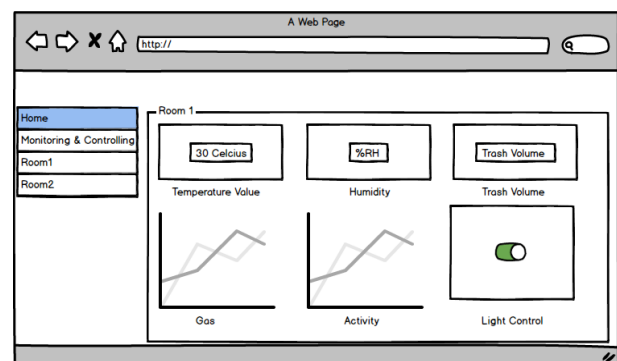 A Web Page
http://
Home
Monitoring & Controlling
Room1
Room2
Room 1
30 Celcius
%RH
Trash Volume
Temperature Value
Humidity
Trash Volume
Gas
Activity
Light Control